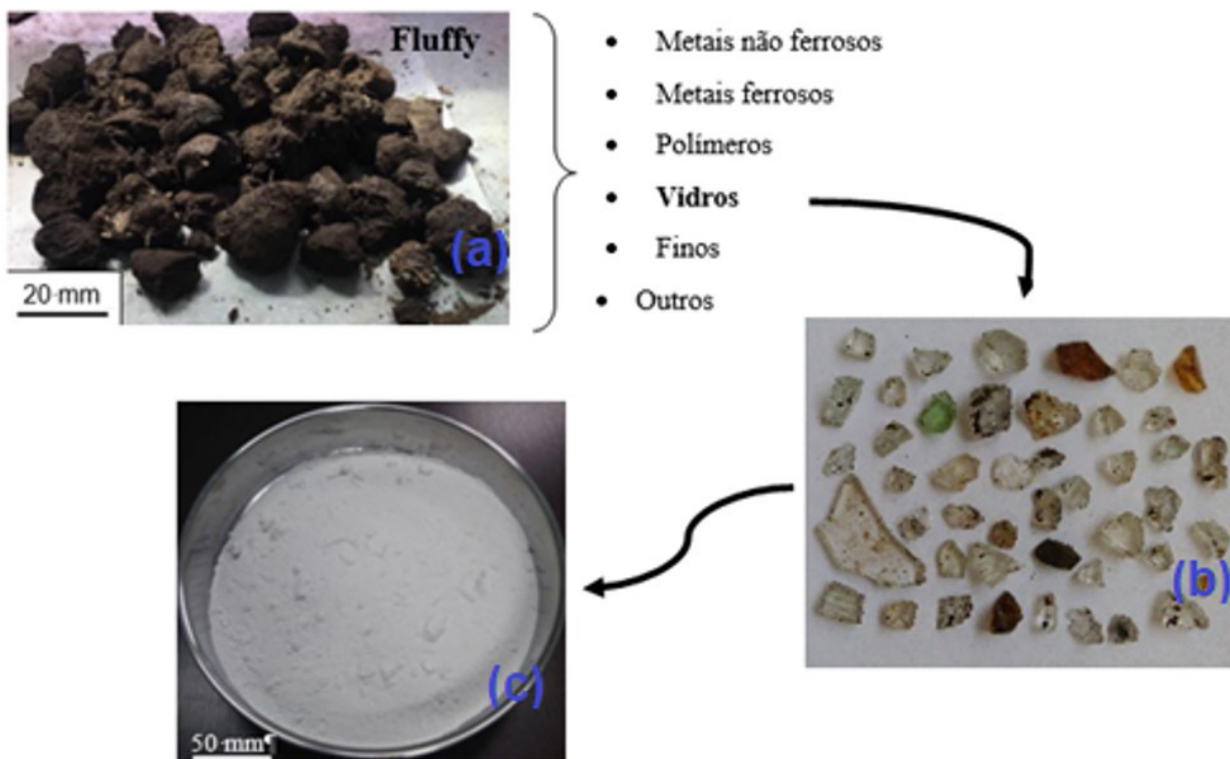 Fluffy
(a)
20 mm
• Metais não ferrosos
• Metais ferrosos
• Polímeros
• Vidros
• Finos
• Outros
(b)
(c)
50 mm¶